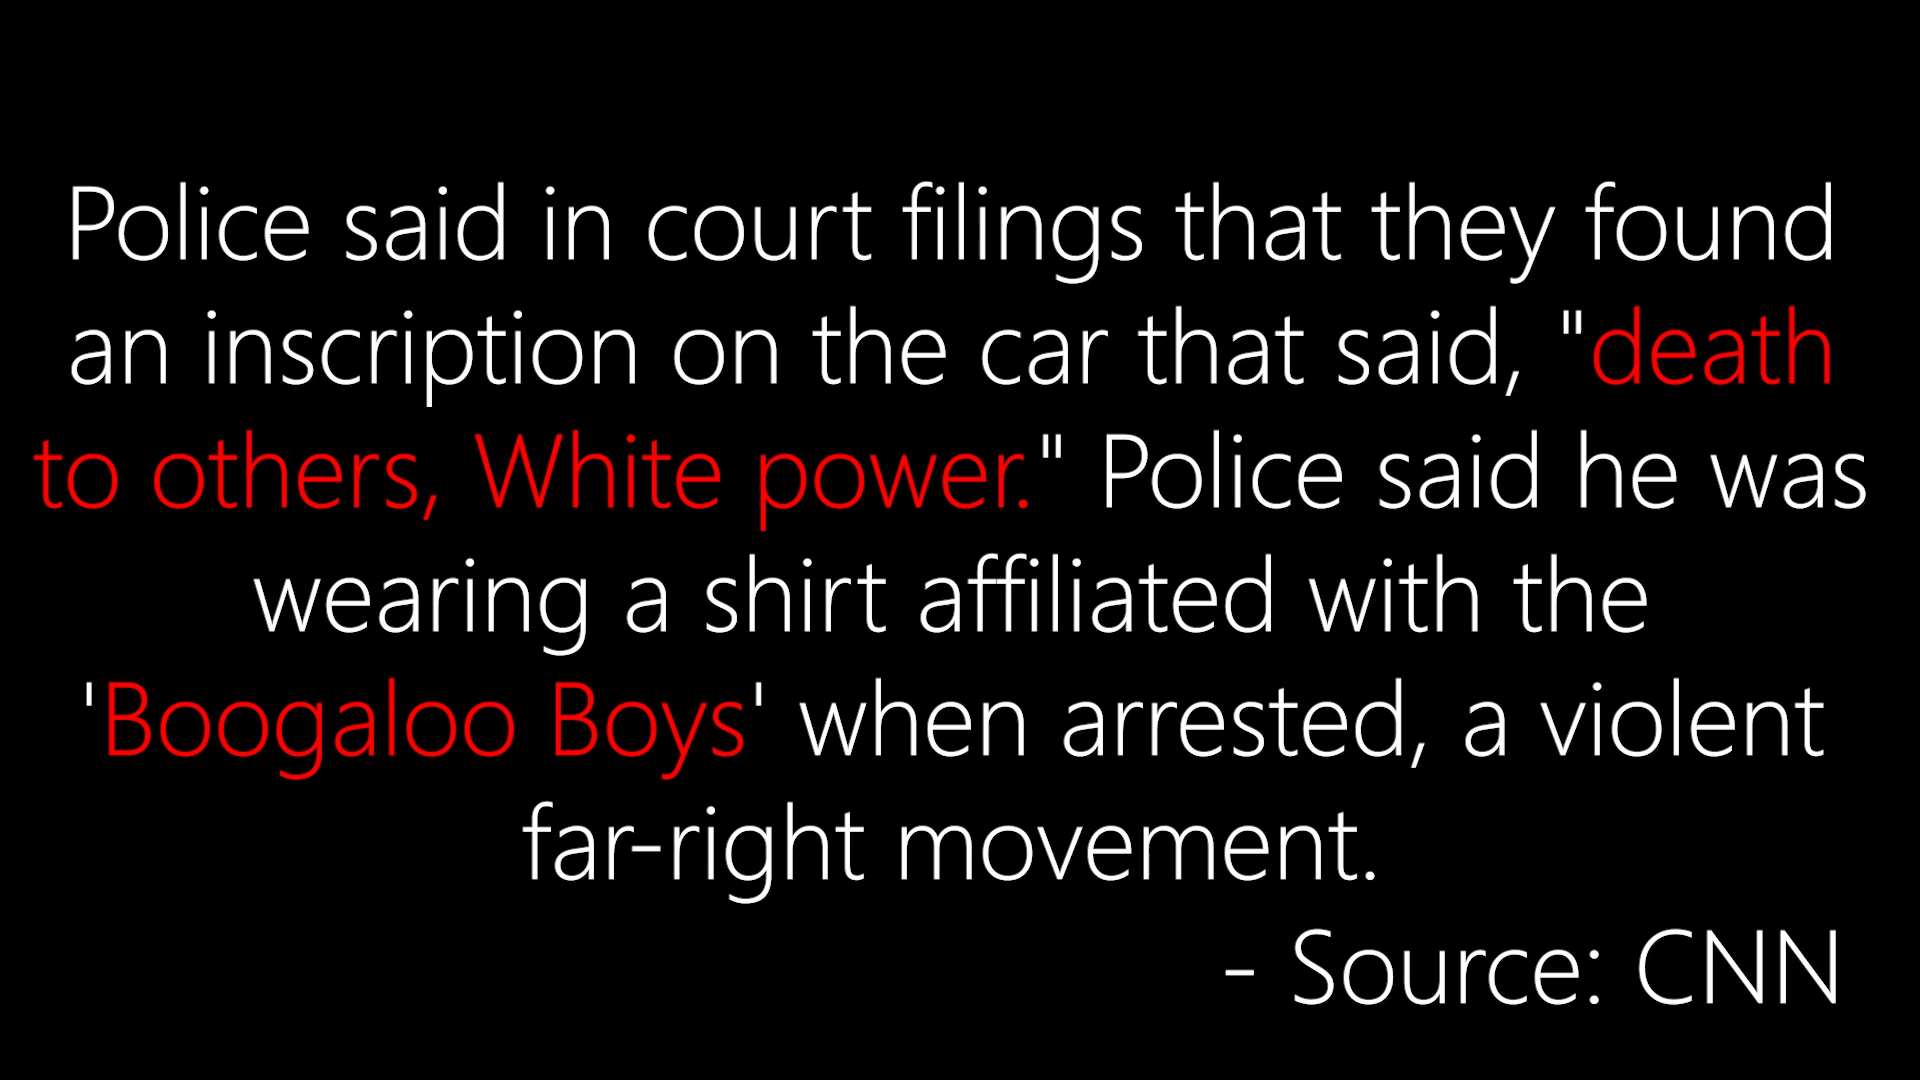 Police said in court filings that they found
an inscription on the car that said, "death
to others, White power." Police said he was
wearing a shirt affiliated with the
'Boogaloo Boys' when arrested, a violent
far-right movement.
- Source: CNN